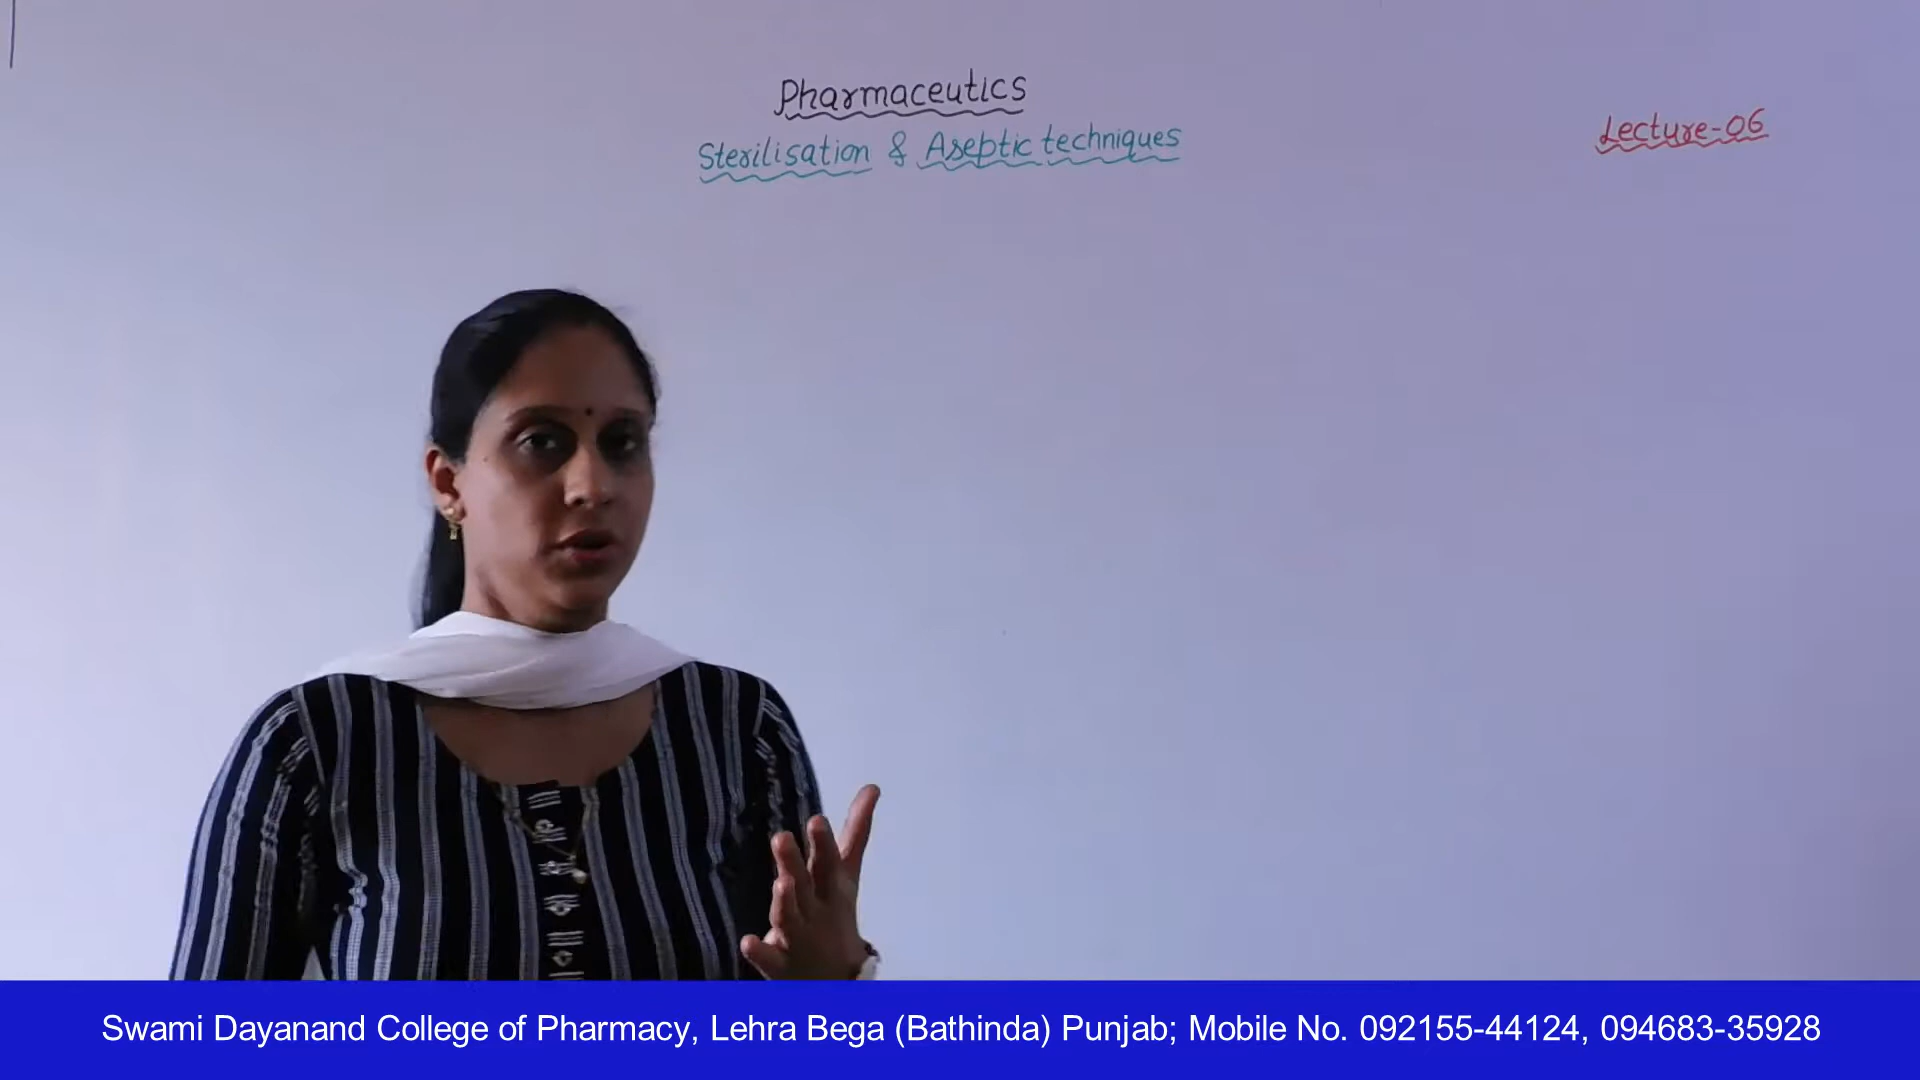 Pharmaceutics
Sterilisation & Aseptic techniques
Lecture-06
Swami Dayanand College of Pharmacy, Lehra Bega (Bathinda) Punjab; Mobile No. 092155-44124, 094683-35928